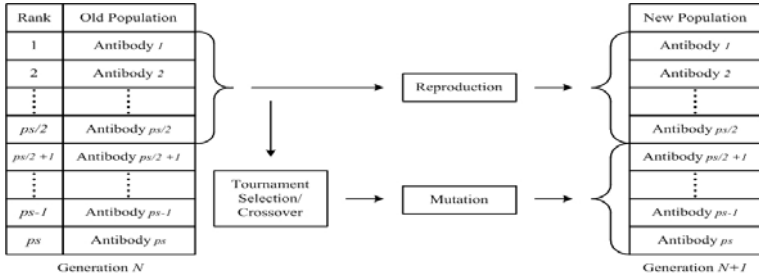 Rank Old Population New Population
1 Antibody 1 Antibody 1
2 Antibody 2 Reproduction Antibody 2
ps/2 Antibody ps/2 Antibody ps/2
ps/2 +1 Antibody ps/2 +1 Antibody ps/2 +1
Tournament
Selection/
Crossover
Mutation
ps-1 Antibody ps-1 Antibody ps-1
ps Antibody ps Antibody ps
Generation N Generation N+1